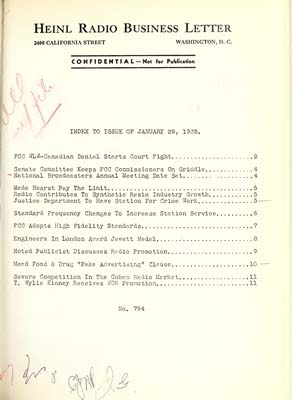 HEINL RADIO BUSINESS LETTER
2400 CALIFORNIA STREET WASHINGTON, D. C.
CONFIDENTIAL—Not for Publication
INDEX TO ISSUE OF JANUARY 29, 1935.
FCC WLW-Canadian Denial Starts Court Fight....................2
Senate Committee Keeps FCC Commissioners On Griddle...........4
National Broadcasters Annual Meeting Date Set.................4
Made Hearst Pay The Limit.....................................5
Radio Contributes To Synthetic Resin Industry Growth..........5
Justice Department To Have Station For Crime Work.............5
Standard Frequency Changes To Increase Station Service........6
FCC Adopts High Fidelity Standards............................7
Engineers In London Award Jewett Medal........................8
Noted Publicist Discusses Radio Promotion.....................9
Need Food & Drug "Fake Advertising" Clause....................10
Severe Competition In The Cuban Radio Market..................11
T. Wylie Kinney Receives WOR Promotion........................11
No. 794